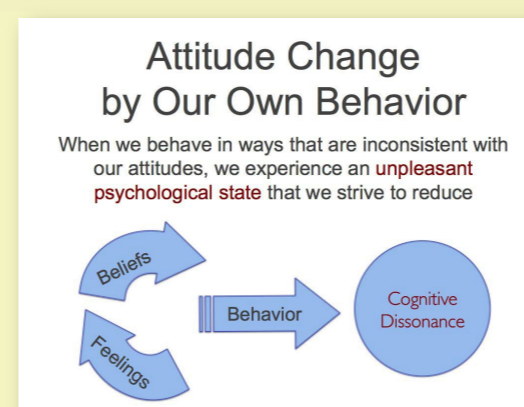 Attitude Change
by Our Own Behavior
When we behave in ways that are inconsistent with
our attitudes, we experience an unpleasant
psychological state that we strive to reduce
Beliefs
Feelings
Behavior
Cognitive
Dissonance